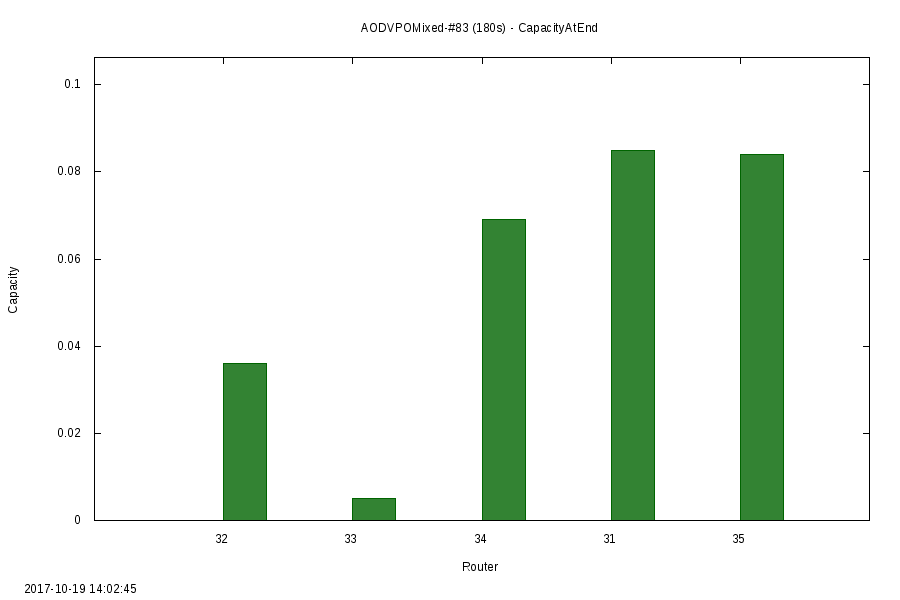 AODVPOMixed-#83 (180s) - CapacityAtEnd
0.1
0.08
0.06
0.04
0.02
0
Capacity
32 33 34 31 35
Router
2017-10-19 14:02:45